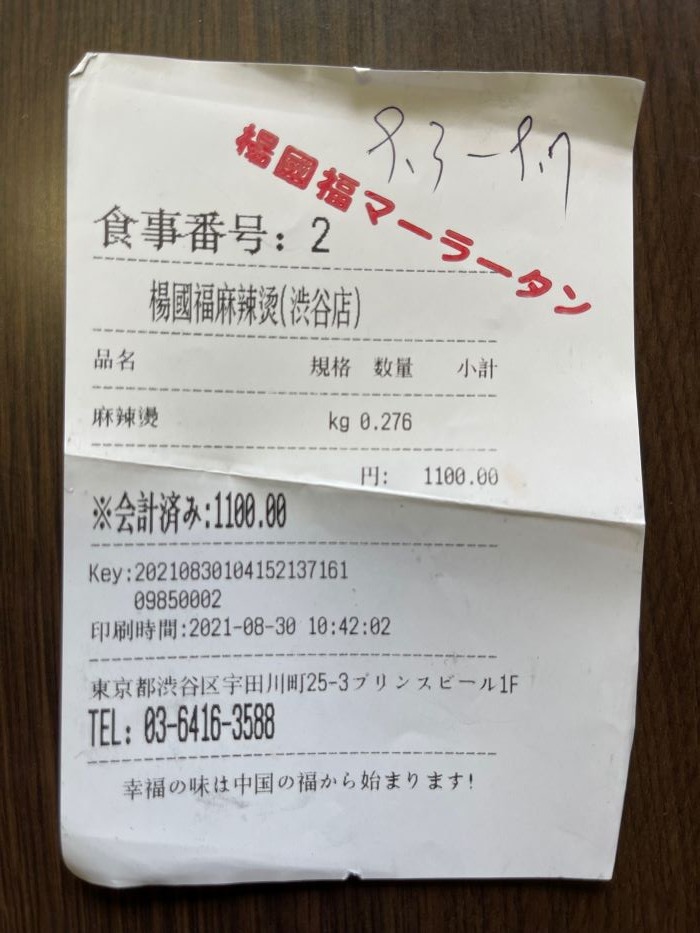 楊國福マーラータン
食事番号: 2
楊國福麻辣烫(渋谷店)
品名 規格 数量 小計
麻辣烫 kg 0.276
円: 1100.00
※会計済み:1100.00
Key:20210830104152137161
09850002
印刷時間:2021-08-30 10:42:02
東京都渋谷区宇田川町25-3プリンスビール1F
TEL: 03-6416-3588
幸福の味は中国の福から始まります!